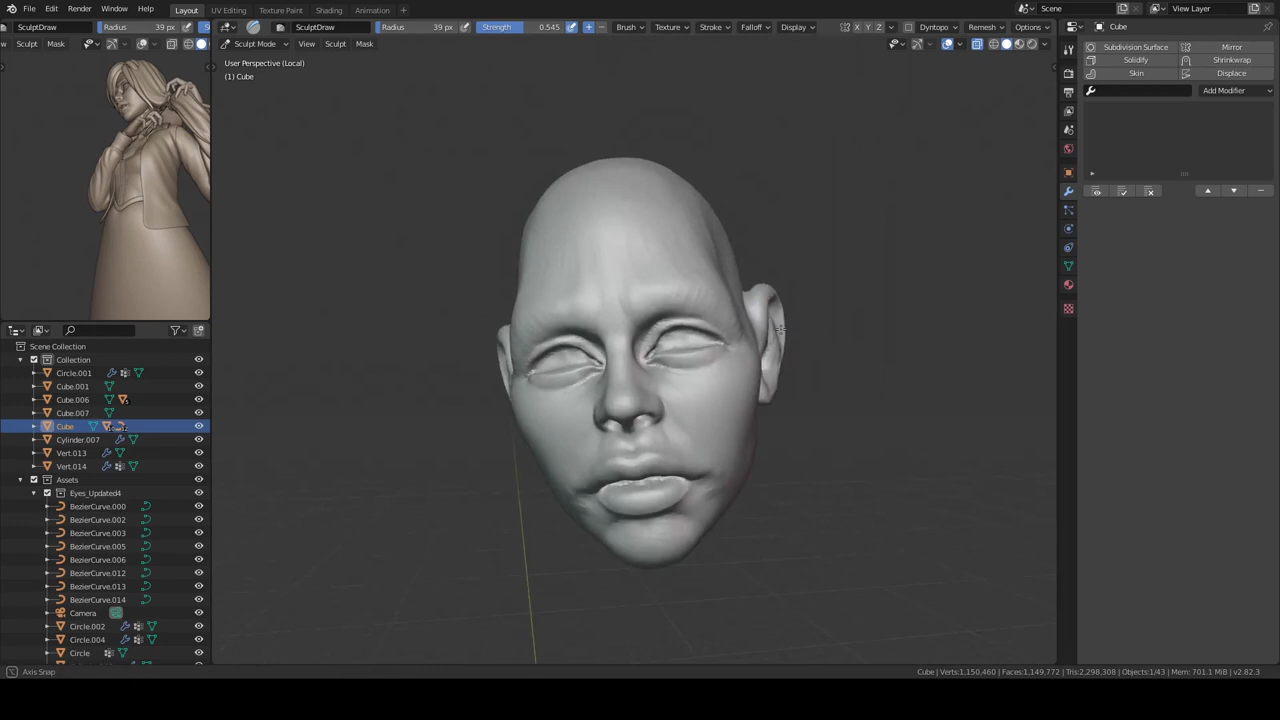 File Edit Render Window Help Layout UV Editing Texture Paint Shading Animation + Scene View Layer
SculptDraw Radius 39 px SculptDraw Radius 39 px Strength 0.545 Brush Texture Stroke Falloff Display X Y Z Dyntopo Remesh Options Cube
Sculpt Mask Sculpt Mode View Sculpt Mask Subdivision Surface Mirror
User Perspective (Local) Solidify Shrinkwrap
(1) Cube Skin Displace
Add Modifier
Scene Collection
Collection
Circle.001
Cube.001
Cube.006
Cube.007
Cube
Cylinder.007
Vert.013
Vert.014
Assets
Eyes_Updated4
BezierCurve.000
BezierCurve.002
BezierCurve.003
BezierCurve.005
BezierCurve.006
BezierCurve.012
BezierCurve.013
BezierCurve.014
Camera
Circle.002
Circle.004
Circle
Axis Snap Cube | Verts:1,150,460 | Faces:1,149,772 | Tris:2,298,308 | Objects:1/43 | Mem: 701.1 MiB | v2.82.3